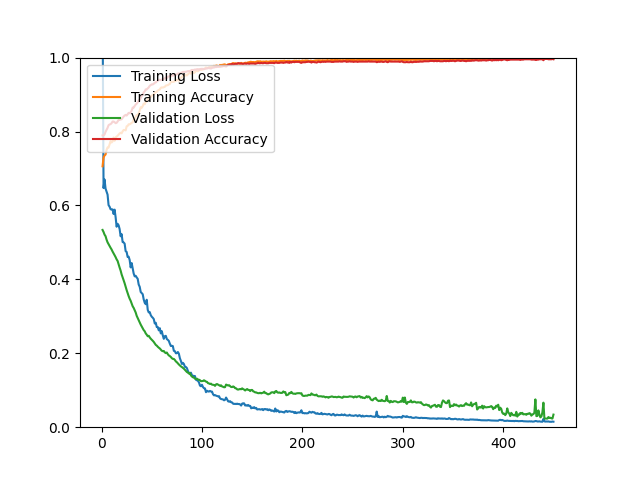 1.0
0.8
0.6
0.4
0.2
0.0
0 100 200 300 400
Training Loss
Training Accuracy
Validation Loss
Validation Accuracy